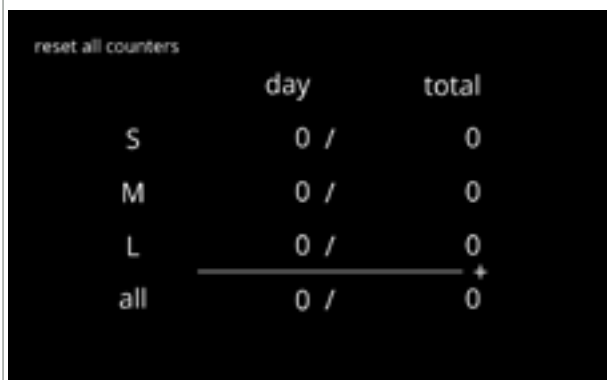 reset all counters
day total
S 0 / 0
M 0 / 0
L 0 / 0
+
all 0 / 0